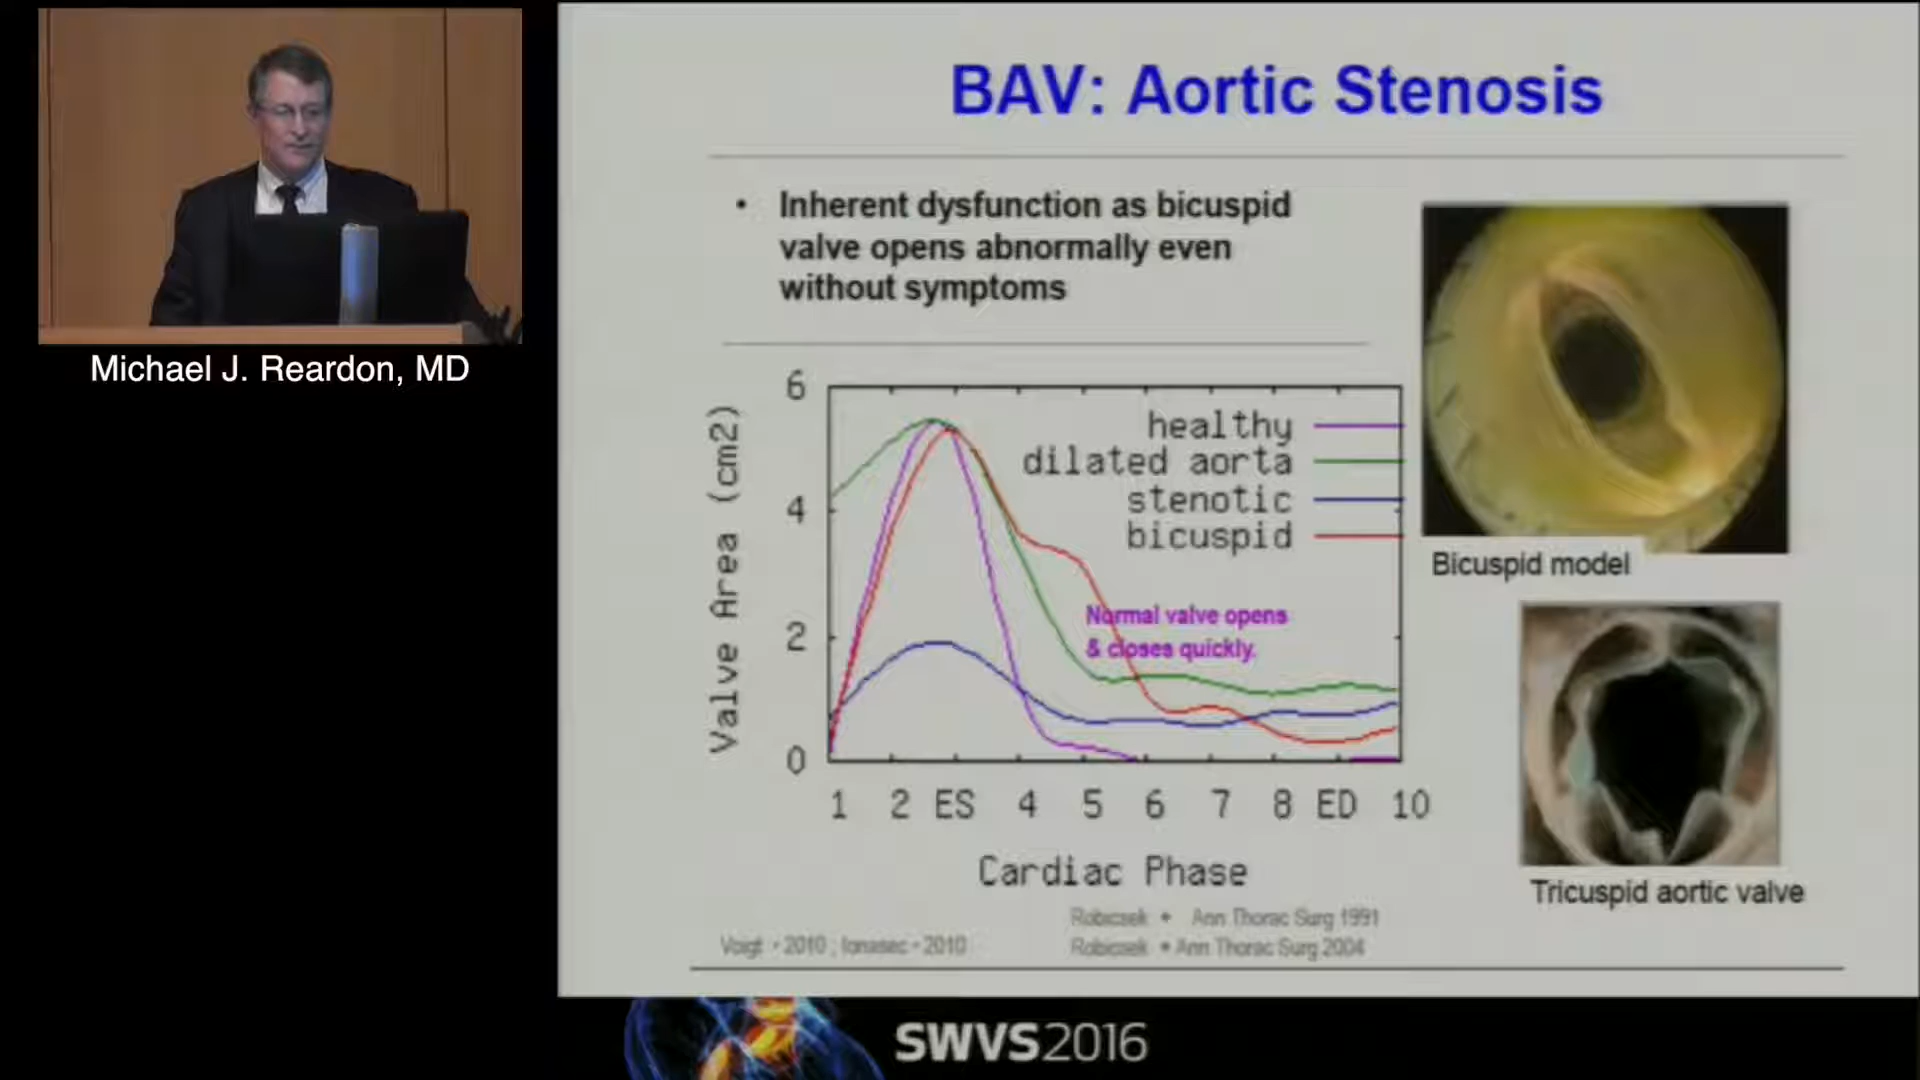 Michael J. Reardon, MD
BAV: Aortic Stenosis
• Inherent dysfunction as bicuspid
valve opens abnormally even
without symptoms
Valve Area (cm2)
6
4
2
0
healthy
dilated aorta
stenotic
bicuspid
Normal valve opens
& closes quickly.
1 2 ES 4 5 6 7 8 ED 10
Cardiac Phase
Bicuspid model
Tricuspid aortic valve
Robicsek • Ann Thorac Surg 1991
Voigt • 2010 ; Ionasec • 2010
Robicsek • Ann Thorac Surg 2004
SWVS2016